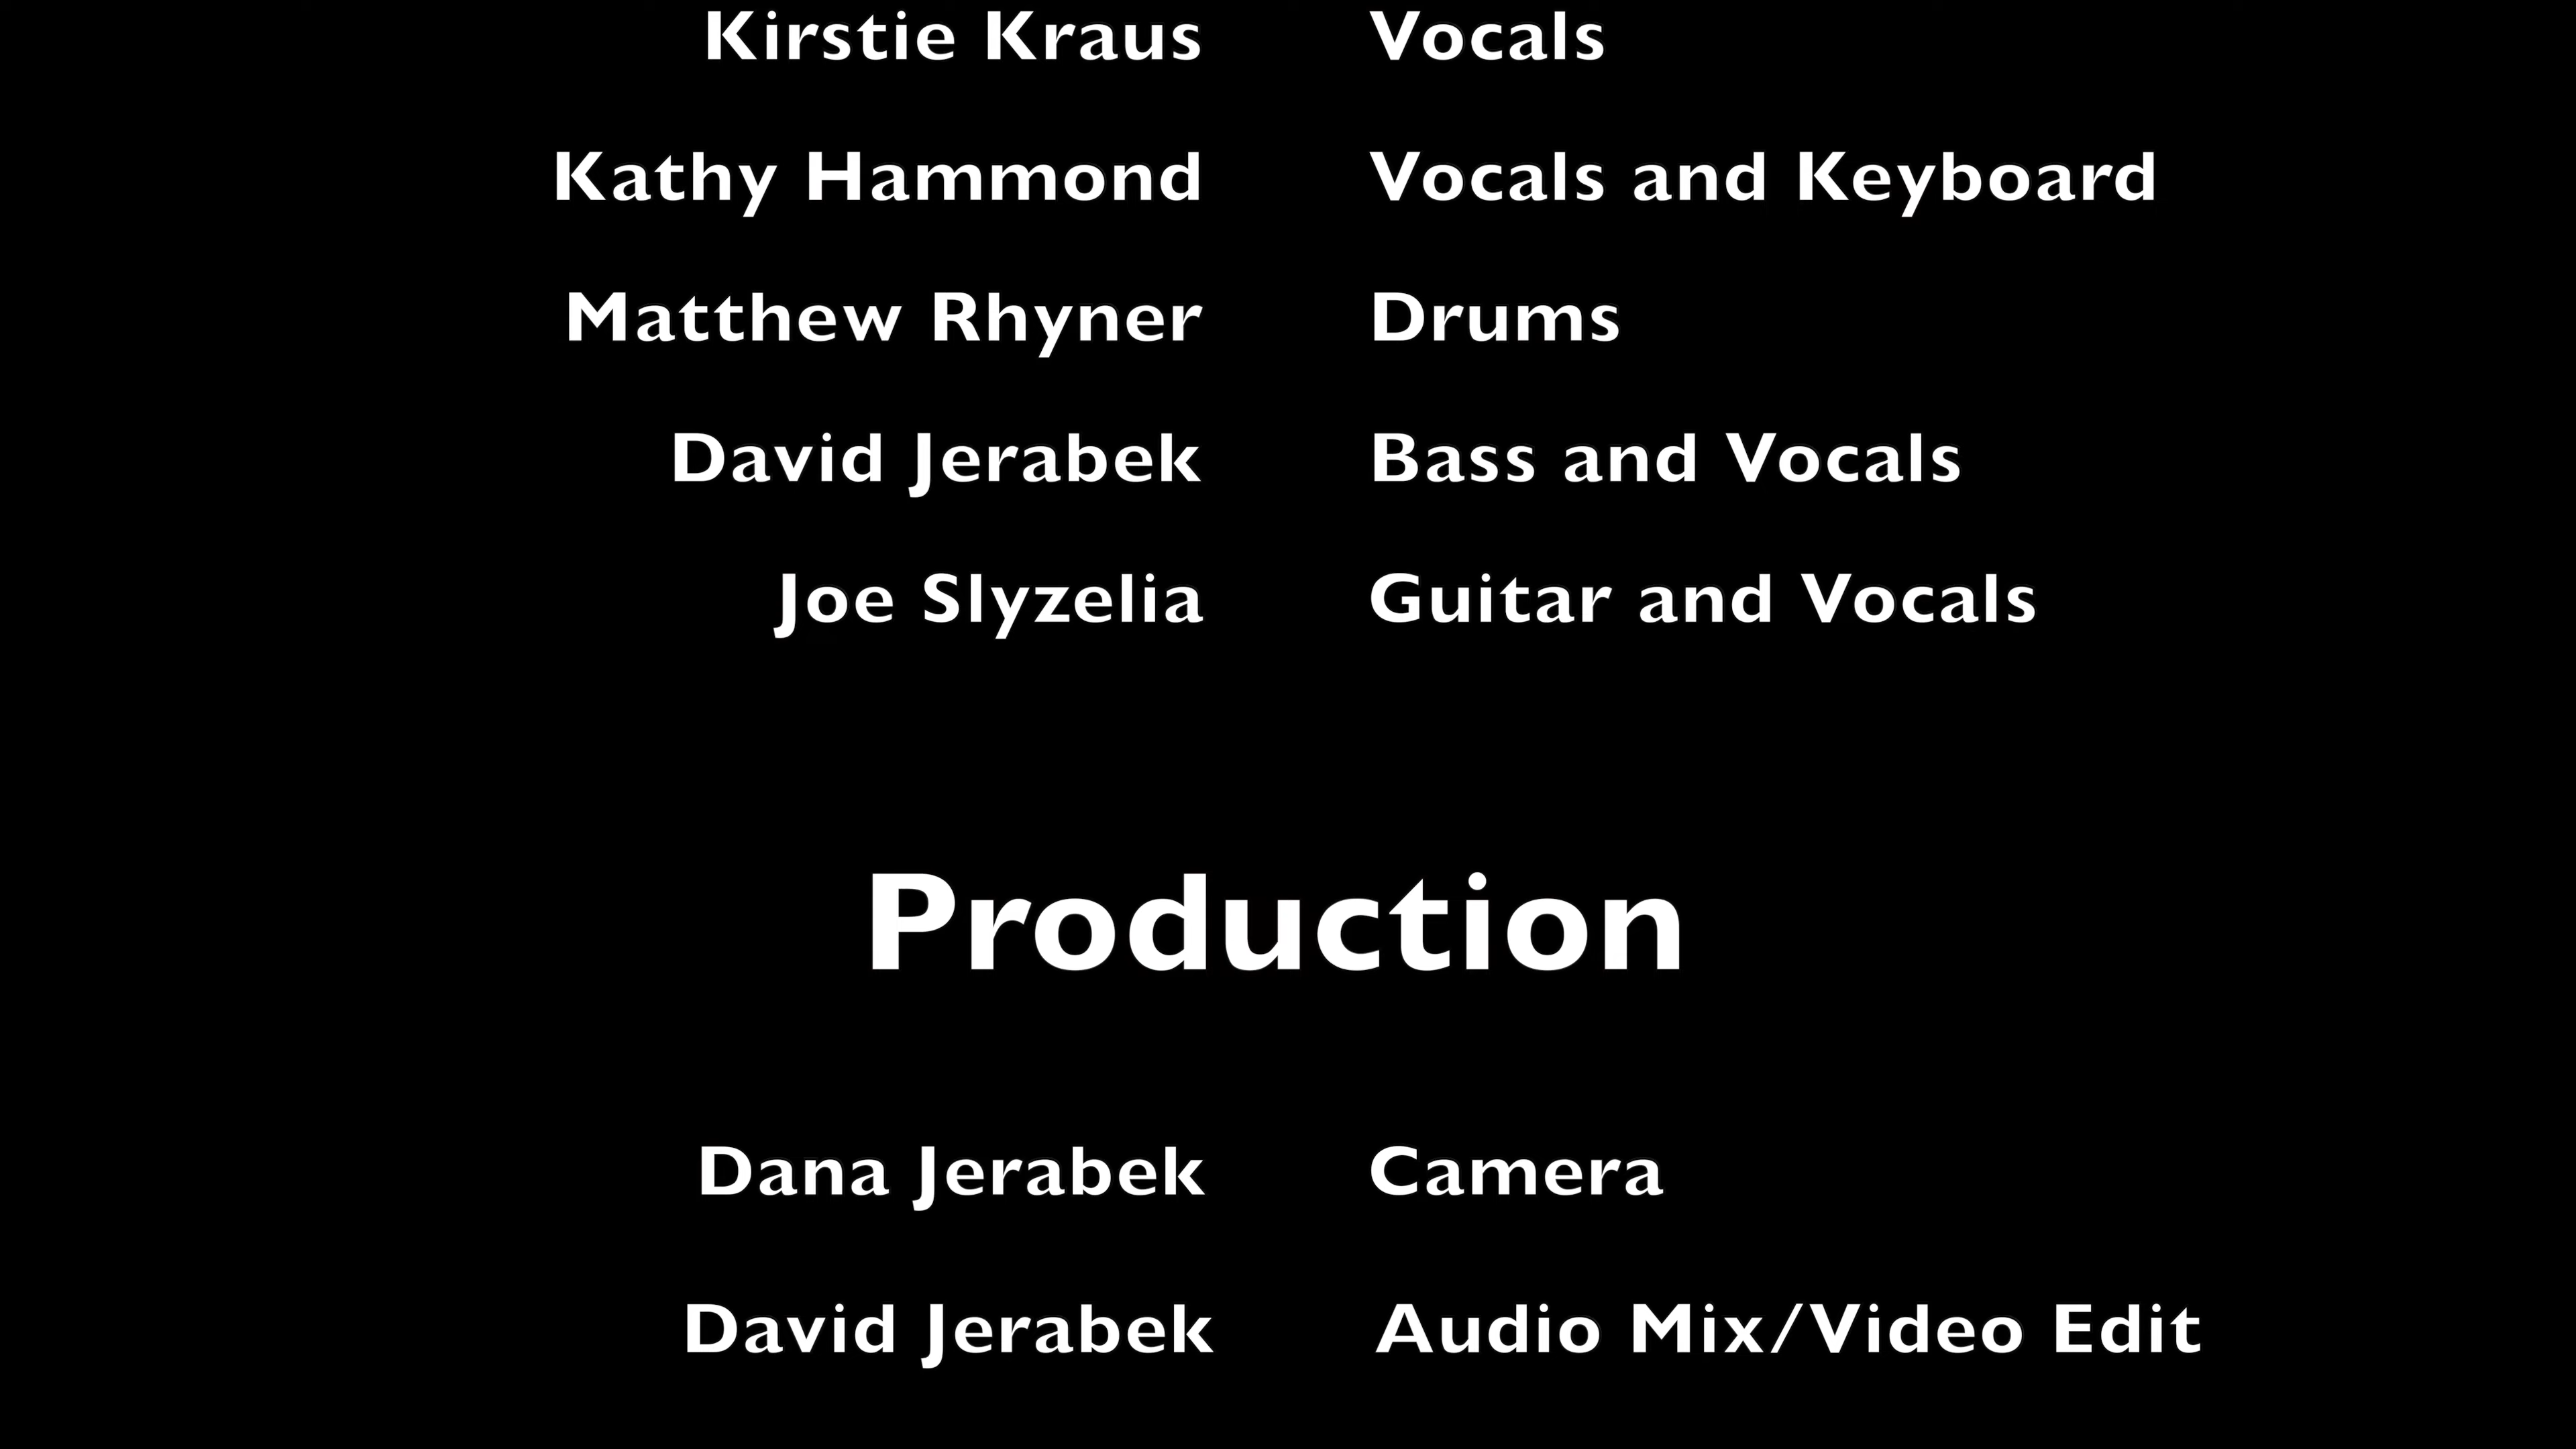 Kirstie Kraus Vocals
Kathy Hammond Vocals and Keyboard
Matthew Rhyner Drums
David Jerabek Bass and Vocals
Joe Slyzelia Guitar and Vocals
Production
Dana Jerabek Camera
David Jerabek Audio Mix/Video Edit